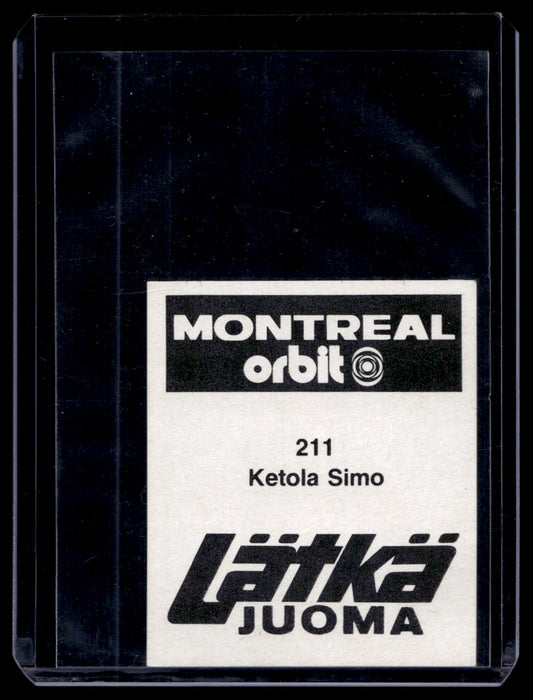 MONTREAL
orbit
211
Ketola Simo
Lätkä
JUOMA